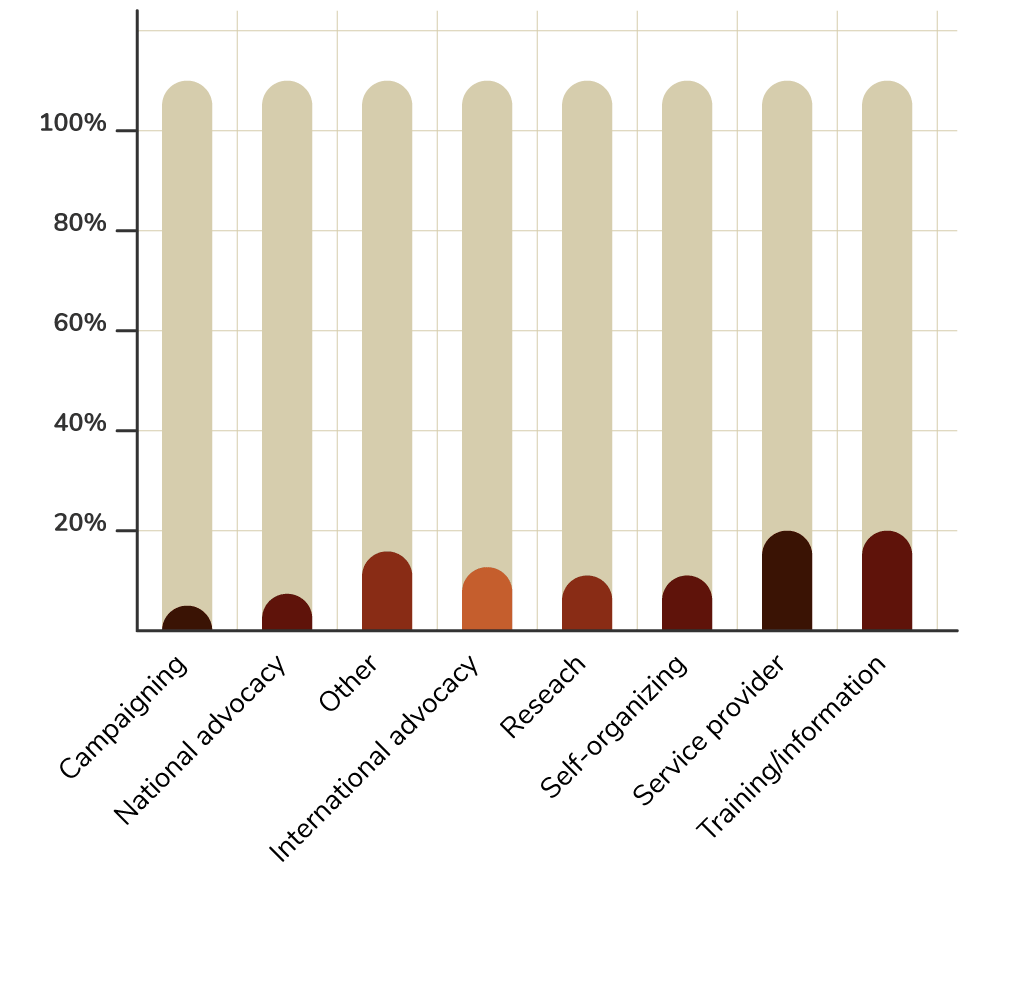 100%
80%
60%
40%
20%
Campaigning
National advocacy
Other
International advocacy
Reseach
Self-organizing
Service provider
Training/information